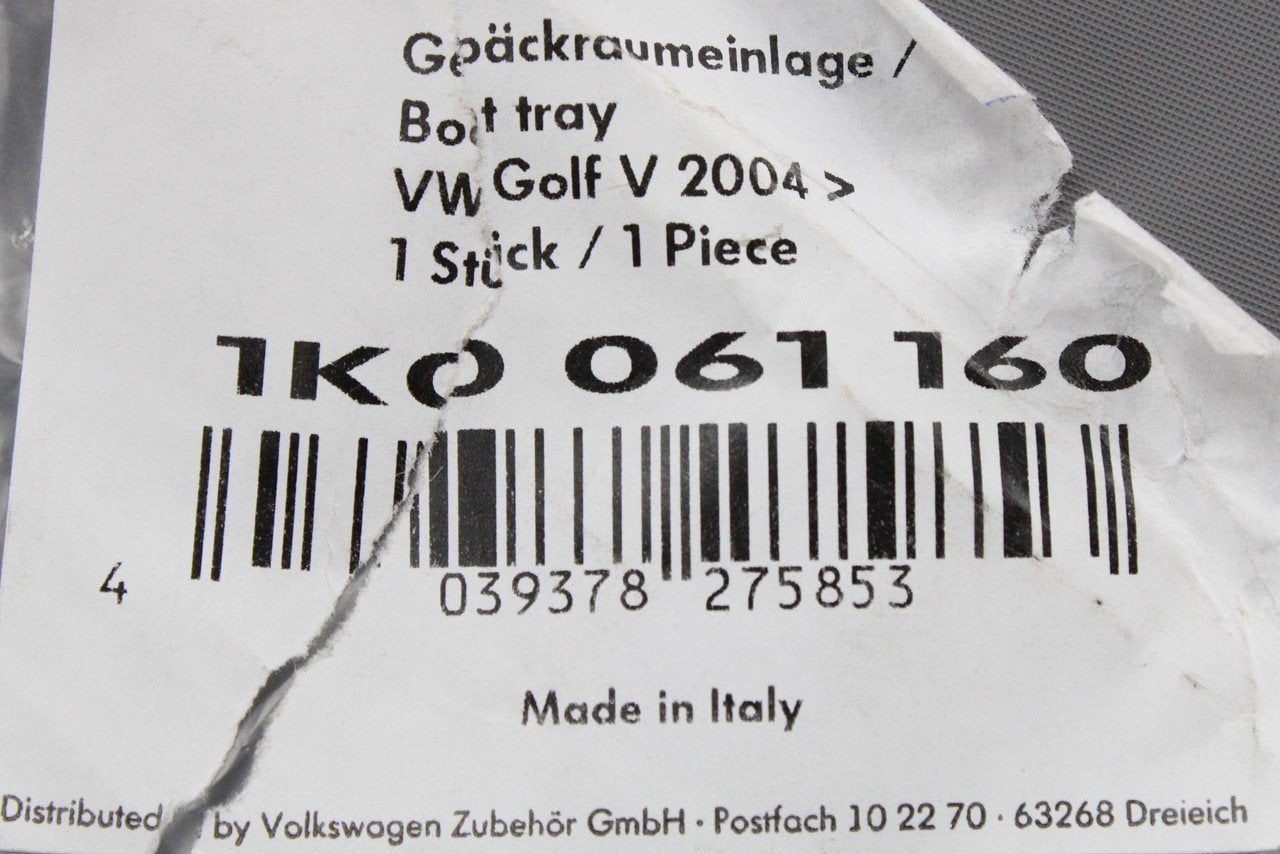 Gepäckraumeinlage /
Boot tray
VW Golf V 2004 >
1 Stück / 1 Piece
1K0 061 160
4 039378 275853
Made in Italy
Distributed by Volkswagen Zubehör GmbH · Postfach 10 22 70 · 63268 Dreieich